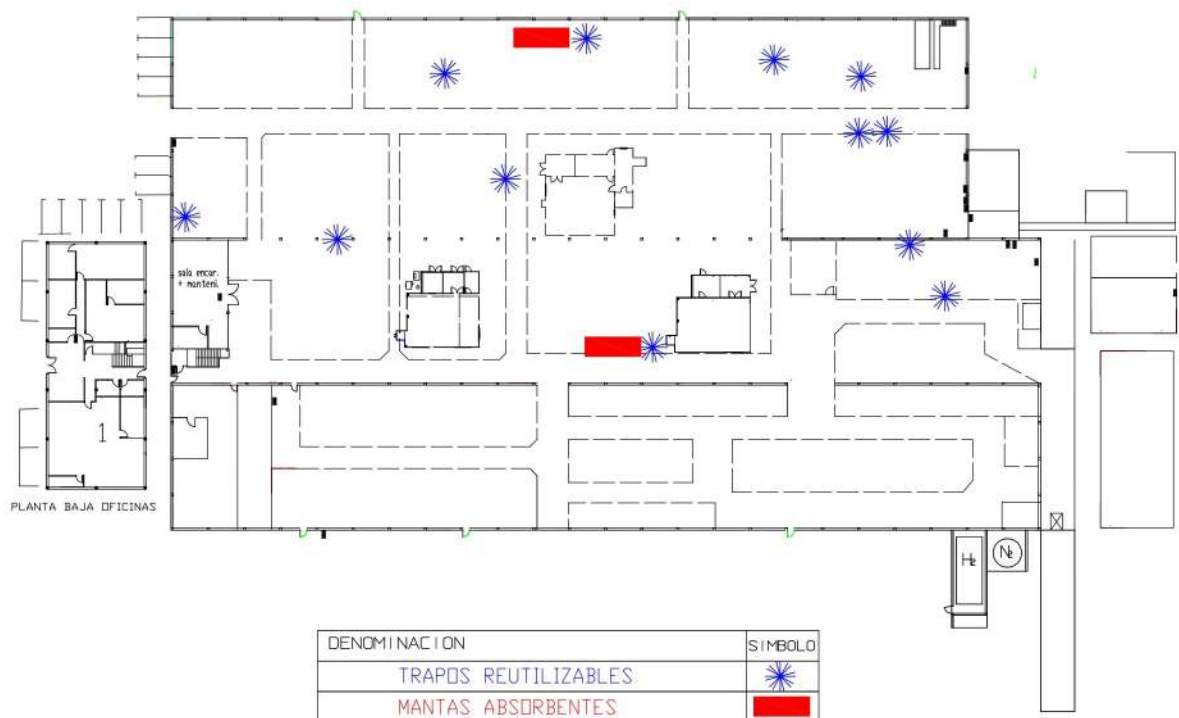 sala encar.
+ manteni.
1
PLANTA BAJA OFICINAS
H2
N2
DENOMINACION
SIMBOLO
TRAPOS REUTILIZABLES
MANTAS ABSORBENTES